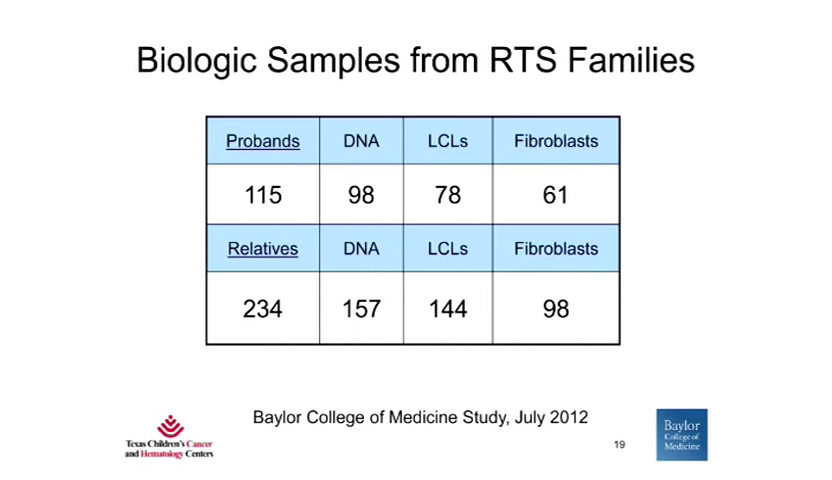 Biologic Samples from RTS Families
Probands DNA LCLs Fibroblasts
115 98 78 61
Relatives DNA LCLs Fibroblasts
234 157 144 98
Baylor College of Medicine Study, July 2012
Texas Children's Cancer
and Hematology Centers
19
Baylor
College of
Medicine